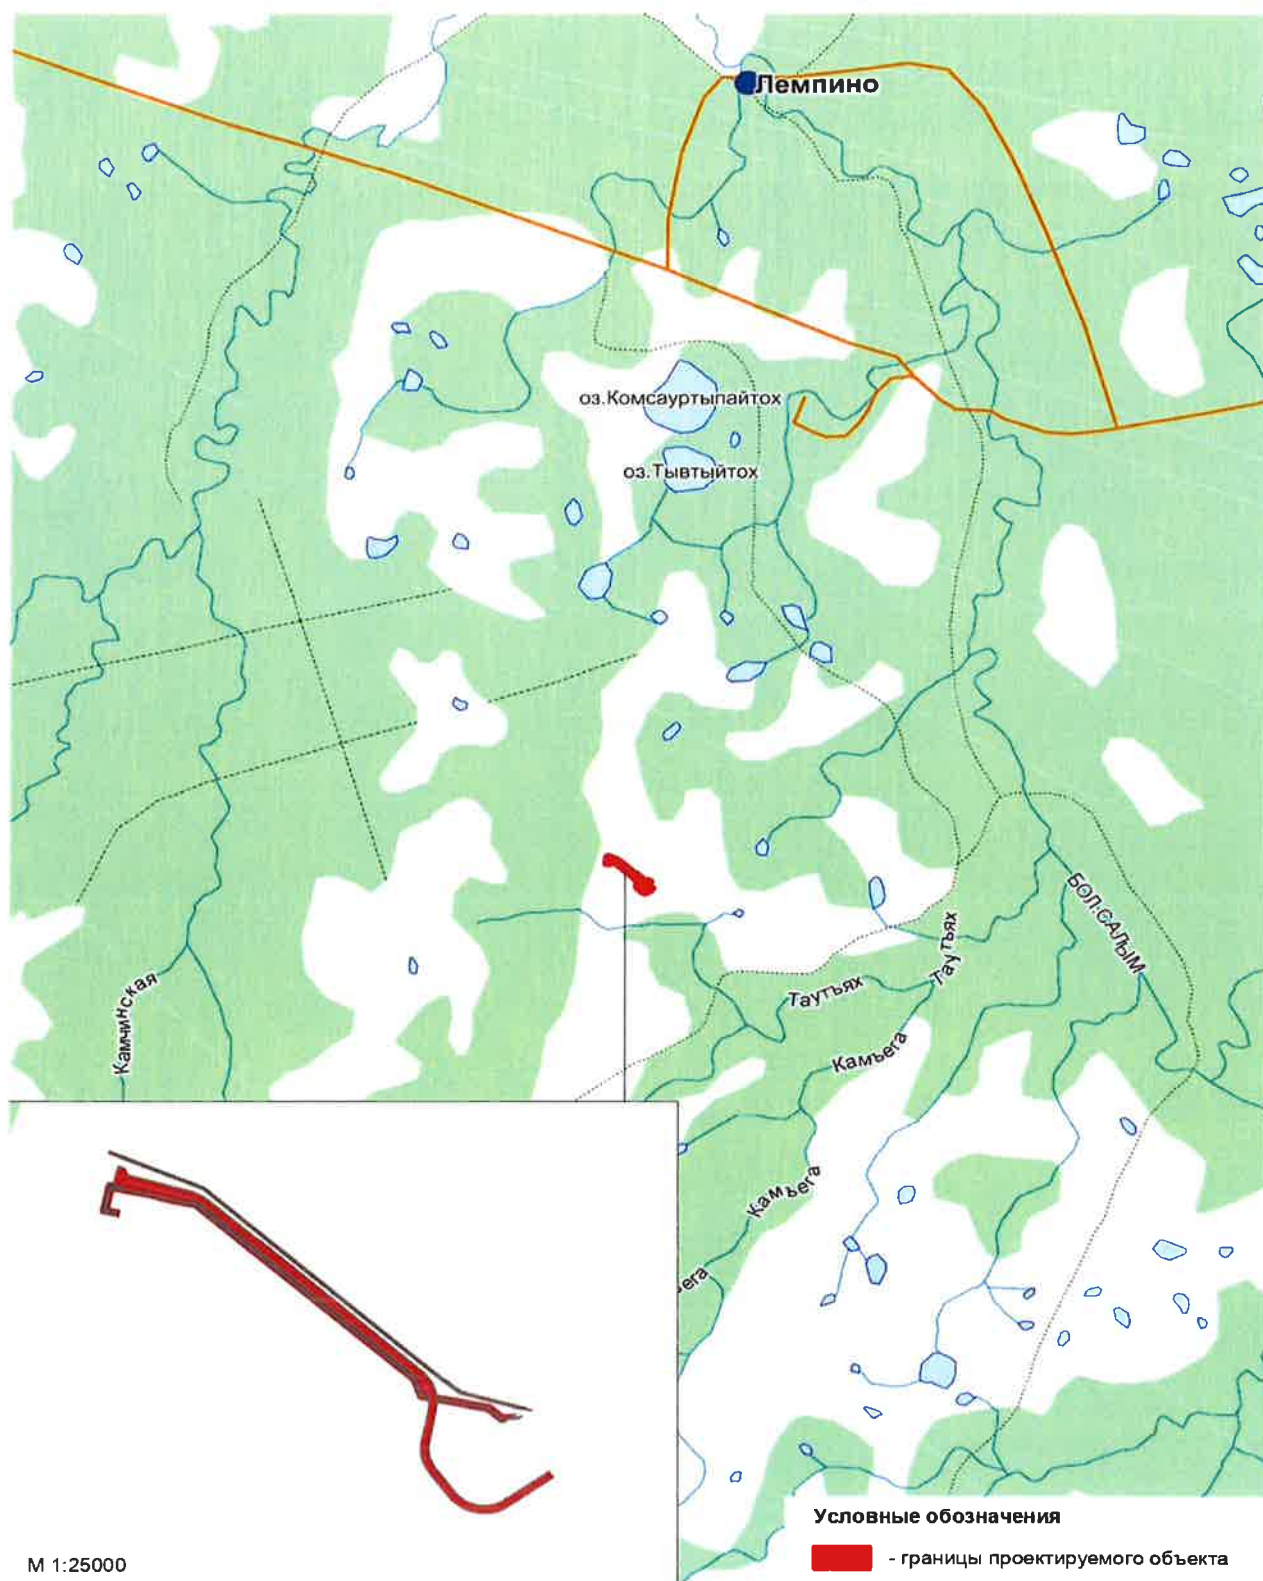 Лемпино
оз.Комсауртыпайтох
оз.Тывтыйтох
БОЛ.САЛЫМ
Таутъях
Таутъях
Камчинская
Камъега
Камъега
ъега
Условные обозначения
- границы проектируемого объекта
М 1:25000